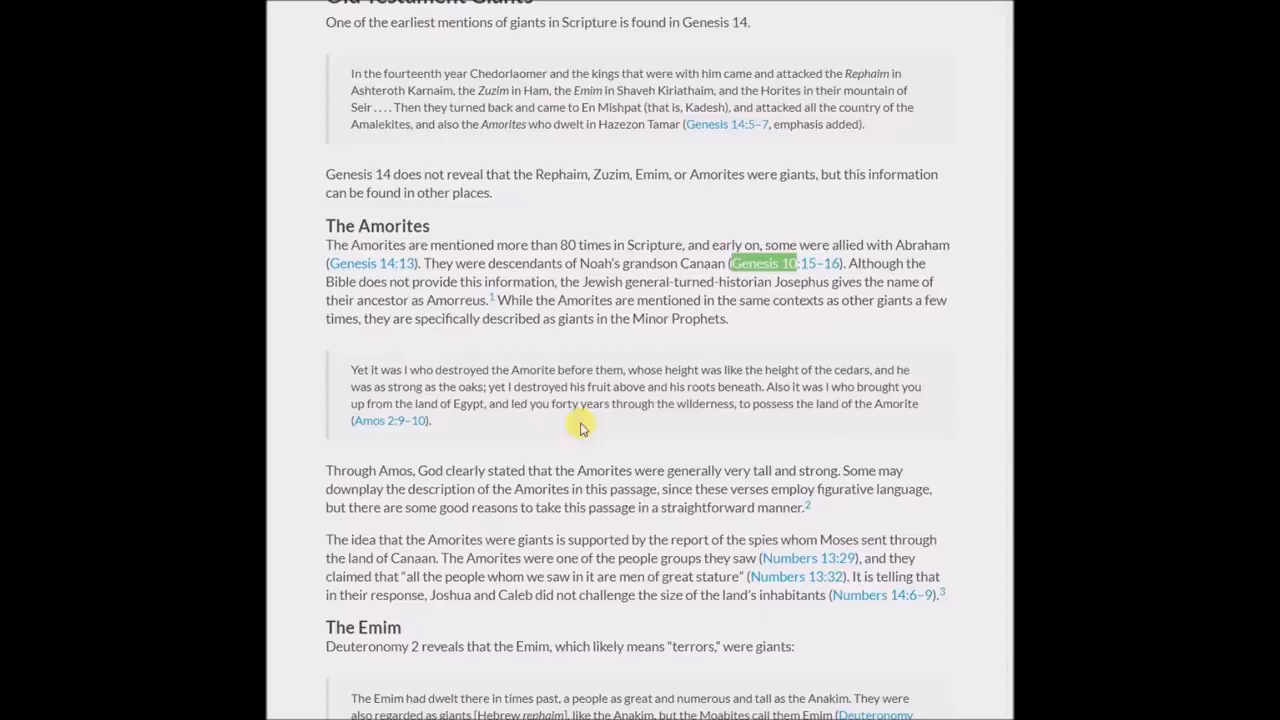 Old Testament Giants
One of the earliest mentions of giants in Scripture is found in Genesis 14.
In the fourteenth year Chedorlaomer and the kings that were with him came and attacked the Rephaim in
Ashteroth Karnaim, the Zuzim in Ham, the Emim in Shaveh Kiriathaim, and the Horites in their mountain of
Seir . . . . Then they turned back and came to En Mishpat (that is, Kadesh), and attacked all the country of the
Amalekites, and also the Amorites who dwelt in Hazezon Tamar (Genesis 14:5–7, emphasis added).
Genesis 14 does not reveal that the Rephaim, Zuzim, Emim, or Amorites were giants, but this information
can be found in other places.
The Amorites
The Amorites are mentioned more than 80 times in Scripture, and early on, some were allied with Abraham
(Genesis 14:13). They were descendants of Noah’s grandson Canaan (Genesis 10:15–16). Although the
Bible does not provide this information, the Jewish general-turned-historian Josephus gives the name of
their ancestor as Amorreus.1 While the Amorites are mentioned in the same contexts as other giants a few
times, they are specifically described as giants in the Minor Prophets.
Yet it was I who destroyed the Amorite before them, whose height was like the height of the cedars, and he
was as strong as the oaks; yet I destroyed his fruit above and his roots beneath. Also it was I who brought you
up from the land of Egypt, and led you forty years through the wilderness, to possess the land of the Amorite
(Amos 2:9–10).
Through Amos, God clearly stated that the Amorites were generally very tall and strong. Some may
downplay the description of the Amorites in this passage, since these verses employ figurative language,
but there are some good reasons to take this passage in a straightforward manner.2
The idea that the Amorites were giants is supported by the report of the spies whom Moses sent through
the land of Canaan. The Amorites were one of the people groups they saw (Numbers 13:29), and they
claimed that “all the people whom we saw in it are men of great stature” (Numbers 13:32). It is telling that
in their response, Joshua and Caleb did not challenge the size of the land’s inhabitants (Numbers 14:6–9).3
The Emim
Deuteronomy 2 reveals that the Emim, which likely means “terrors,” were giants:
The Emim had dwelt there in times past, a people as great and numerous and tall as the Anakim. They were
also regarded as giants [Hebrew rephaim], like the Anakim, but the Moabites call them Emim (Deuteronomy